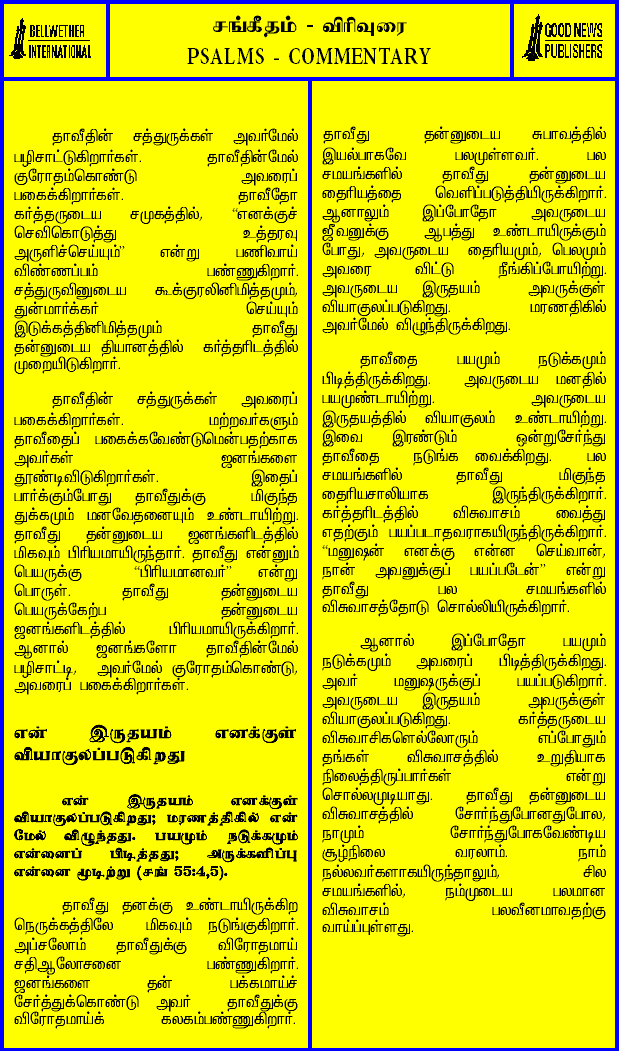 BELLWETHER
INTERNATIONAL
சங்கீதம் - விரிவுரை
PSALMS - COMMENTARY
GOOD NEWS
PUBLISHERS
தாவீதின் சத்துருக்கள் அவர்மேல்
பழிசாட்டுகிறார்கள். தாவீதின்மேல்
குரோதம்கொண்டு அவரைப்
பகைக்கிறார்கள். தாவீதோ
கர்த்தருடைய சமுகத்தில், “எனக்குச்
செவிகொடுத்து உத்தரவு
அருளிச்செய்யும்” என்று பணிவாய்
விண்ணப்பம் பண்ணுகிறார்.
சத்துருவினுடைய கூக்குரலினிமித்தமும்,
துன்மார்க்கர் செய்யும்
இடுக்கத்தினிமித்தமும் தாவீது
தன்னுடைய தியானத்தில் கர்த்தரிடத்தில்
முறையிடுகிறார்.
தாவீதின் சத்துருக்கள் அவரைப்
பகைக்கிறார்கள். மற்றவர்களும்
தாவீதைப் பகைக்கவேண்டுமென்பதற்காக
அவர்கள் ஜனங்களை
தூண்டிவிடுகிறார்கள். இதைப்
பார்க்கும்போது தாவீதுக்கு மிகுந்த
துக்கமும் மனவேதனையும் உண்டாயிற்று.
தாவீது தன்னுடைய ஜனங்களிடத்தில்
மிகவும் பிரியமாயிருந்தார். தாவீது என்னும்
பெயருக்கு “பிரியமானவர்” என்று
பொருள். தாவீது தன்னுடைய
பெயருக்கேற்ப தன்னுடைய
ஜனங்களிடத்தில் பிரியமாயிருக்கிறார்.
ஆனால் ஜனங்களோ தாவீதின்மேல்
பழிசாட்டி, அவர்மேல் குரோதம்கொண்டு,
அவரைப் பகைக்கிறார்கள்.
என் இருதயம் எனக்குள்
வியாகுலப்படுகிறது
என் இருதயம் எனக்குள்
வியாகுலப்படுகிறது; மரணத்திகில் என்
மேல் விழுந்தது. பயமும் நடுக்கமும்
என்னைப் பிடித்தது; அருக்களிப்பு
என்னை மூடிற்று (சங் 55:4,5).
தாவீது தனக்கு உண்டாயிருக்கிற
நெருக்கத்திலே மிகவும் நடுங்குகிறார்.
அப்சலோம் தாவீதுக்கு விரோதமாய்
சதிஆலோசனை பண்ணுகிறார்.
ஜனங்களை தன் பக்கமாய்ச்
சேர்த்துக்கொண்டு அவர் தாவீதுக்கு
விரோதமாய்க் கலகம்பண்ணுகிறார்.
தாவீது தன்னுடைய சுபாவத்தில்
இயல்பாகவே பலமுள்ளவர். பல
சமயங்களில் தாவீது தன்னுடைய
தைரியத்தை வெளிப்படுத்தியிருக்கிறார்.
ஆனாலும் இப்போதோ அவருடைய
ஜீவனுக்கு ஆபத்து உண்டாயிருக்கும்
போது, அவருடைய தைரியமும், பெலமும்
அவரை விட்டு நீங்கிப்போயிற்று.
அவருடைய இருதயம் அவருக்குள்
வியாகுலப்படுகிறது. மரணதிகில்
அவர்மேல் விழுந்திருக்கிறது.
தாவீதை பயமும் நடுக்கமும்
பிடித்திருக்கிறது. அவருடைய மனதில்
பயமுண்டாயிற்று. அவருடைய
இருதயத்தில் வியாகுலம் உண்டாயிற்று.
இவை இரண்டும் ஒன்றுசேர்ந்து
தாவீதை நடுங்க வைக்கிறது. பல
சமயங்களில் தாவீது மிகுந்த
தைரியசாலியாக இருந்திருக்கிறார்.
கர்த்தரிடத்தில் விசுவாசம் வைத்து
எதற்கும் பயப்படாதவராகயிருந்திருக்கிறார்.
“மனுஷன் எனக்கு என்ன செய்வான்,
நான் அவனுக்குப் பயப்படேன்” என்று
தாவீது பல சமயங்களில்
விசுவாசத்தோடு சொல்லியிருக்கிறார்.
ஆனால் இப்போதோ பயமும்
நடுக்கமும் அவரைப் பிடித்திருக்கிறது.
அவர் மனுஷருக்குப் பயப்படுகிறார்.
அவருடைய இருதயம் அவருக்குள்
வியாகுலப்படுகிறது. கர்த்தருடைய
விசுவாசிகளெல்லோரும் எப்போதும்
தங்கள் விசுவாசத்தில் உறுதியாக
நிலைத்திருப்பார்கள் என்று
சொல்லமுடியாது. தாவீது தன்னுடைய
விசுவாசத்தில் சோர்ந்துபோனதுபோல,
நாமும் சோர்ந்துபோகவேண்டிய
சூழ்நிலை வரலாம். நாம்
நல்லவர்களாகயிருந்தாலும், சில
சமயங்களில், நம்முடைய பலமான
விசுவாசம் பலவீனமாவதற்கு
வாய்ப்புள்ளது.